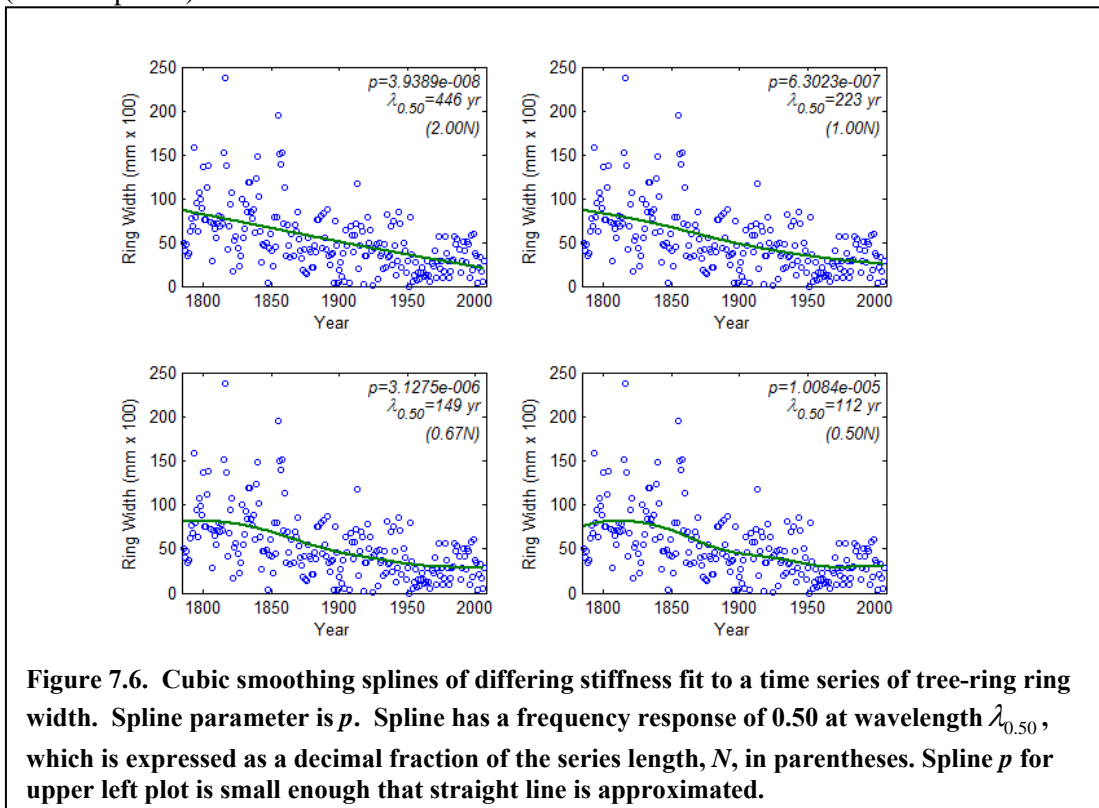 250
200
150
100
50
0
Ring Width (mm x 100)
p=3.9389e-008
λ0.50=446 yr
(2.00N)
1800 1850 1900 1950 2000
Year
250
200
150
100
50
0
Ring Width (mm x 100)
p=6.3023e-007
λ0.50=223 yr
(1.00N)
1800 1850 1900 1950 2000
Year
250
200
150
100
50
0
Ring Width (mm x 100)
p=3.1275e-006
λ0.50=149 yr
(0.67N)
1800 1850 1900 1950 2000
Year
250
200
150
100
50
0
Ring Width (mm x 100)
p=1.0084e-005
λ0.50=112 yr
(0.50N)
1800 1850 1900 1950 2000
Year
Figure 7.6. Cubic smoothing splines of differing stiffness fit to a time series of tree-ring ring
width. Spline parameter is p. Spline has a frequency response of 0.50 at wavelength λ0.50 ,
which is expressed as a decimal fraction of the series length, N, in parentheses. Spline p for
upper left plot is small enough that straight line is approximated.